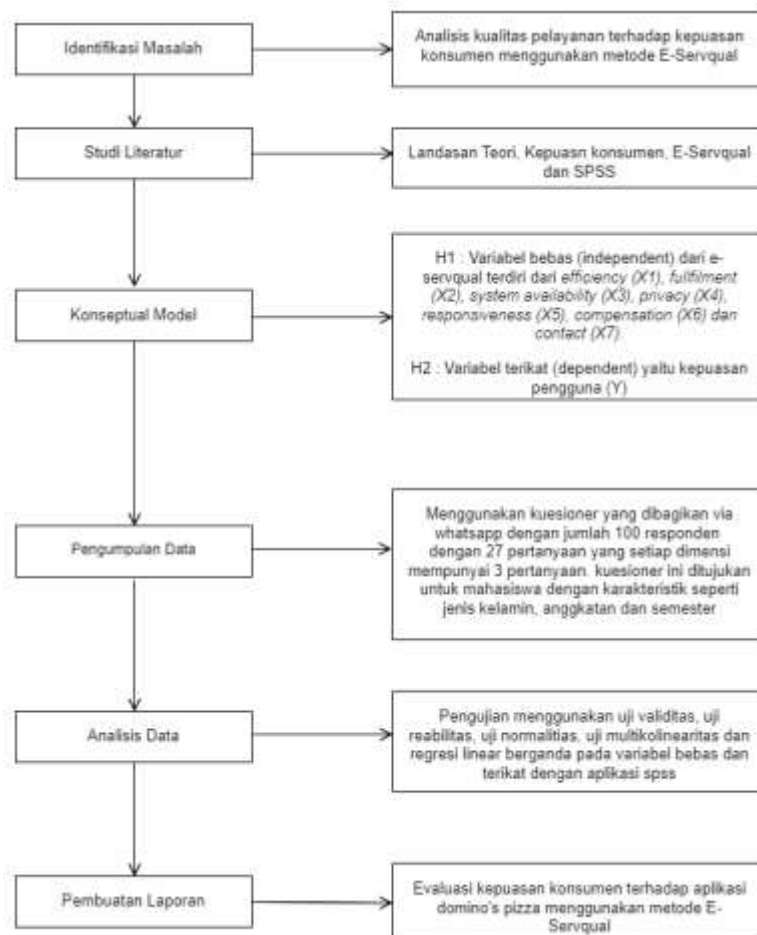 Identifikasi Masalah
Analisis kualitas pelayanan terhadap kepuasan
konsumen menggunakan metode E-Servqual
Studi Literatur
Landasan Teori, Kepuasn konsumen, E-Servqual
dan SPSS
Konseptual Model
H1 : Variabel bebas (independent) dari e-
servqual terdiri dari efficiency (X1), fullfilment
(X2), system availability (X3), privacy (X4),
responsiveness (X5), compensation (X6) dan
contact (X7).
H2 : Variabel terikat (dependent) yaitu kepuasan
pengguna (Y)
Pengumpulan Data
Menggunakan kuesioner yang dibagikan via
whatsapp dengan jumlah 100 responden
dengan 27 pertanyaan yang setiap dimensi
mempunyai 3 pertanyaan. kuesioner ini ditujukan
untuk mahasiswa dengan karakteristik seperti
jenis kelamin, anggkatan dan semester
Analisis Data
Pengujian menggunakan uji validitas, uji
reabilitas, uji normalitias, uji multikolinearitas dan
regresi linear berganda pada variabel bebas dan
terikat dengan aplikasi spss
Pembuatan Laporan
Evaluasi kepuasan konsumen terhadap aplikasi
domino's pizza menggunakan metode E-
Servqual